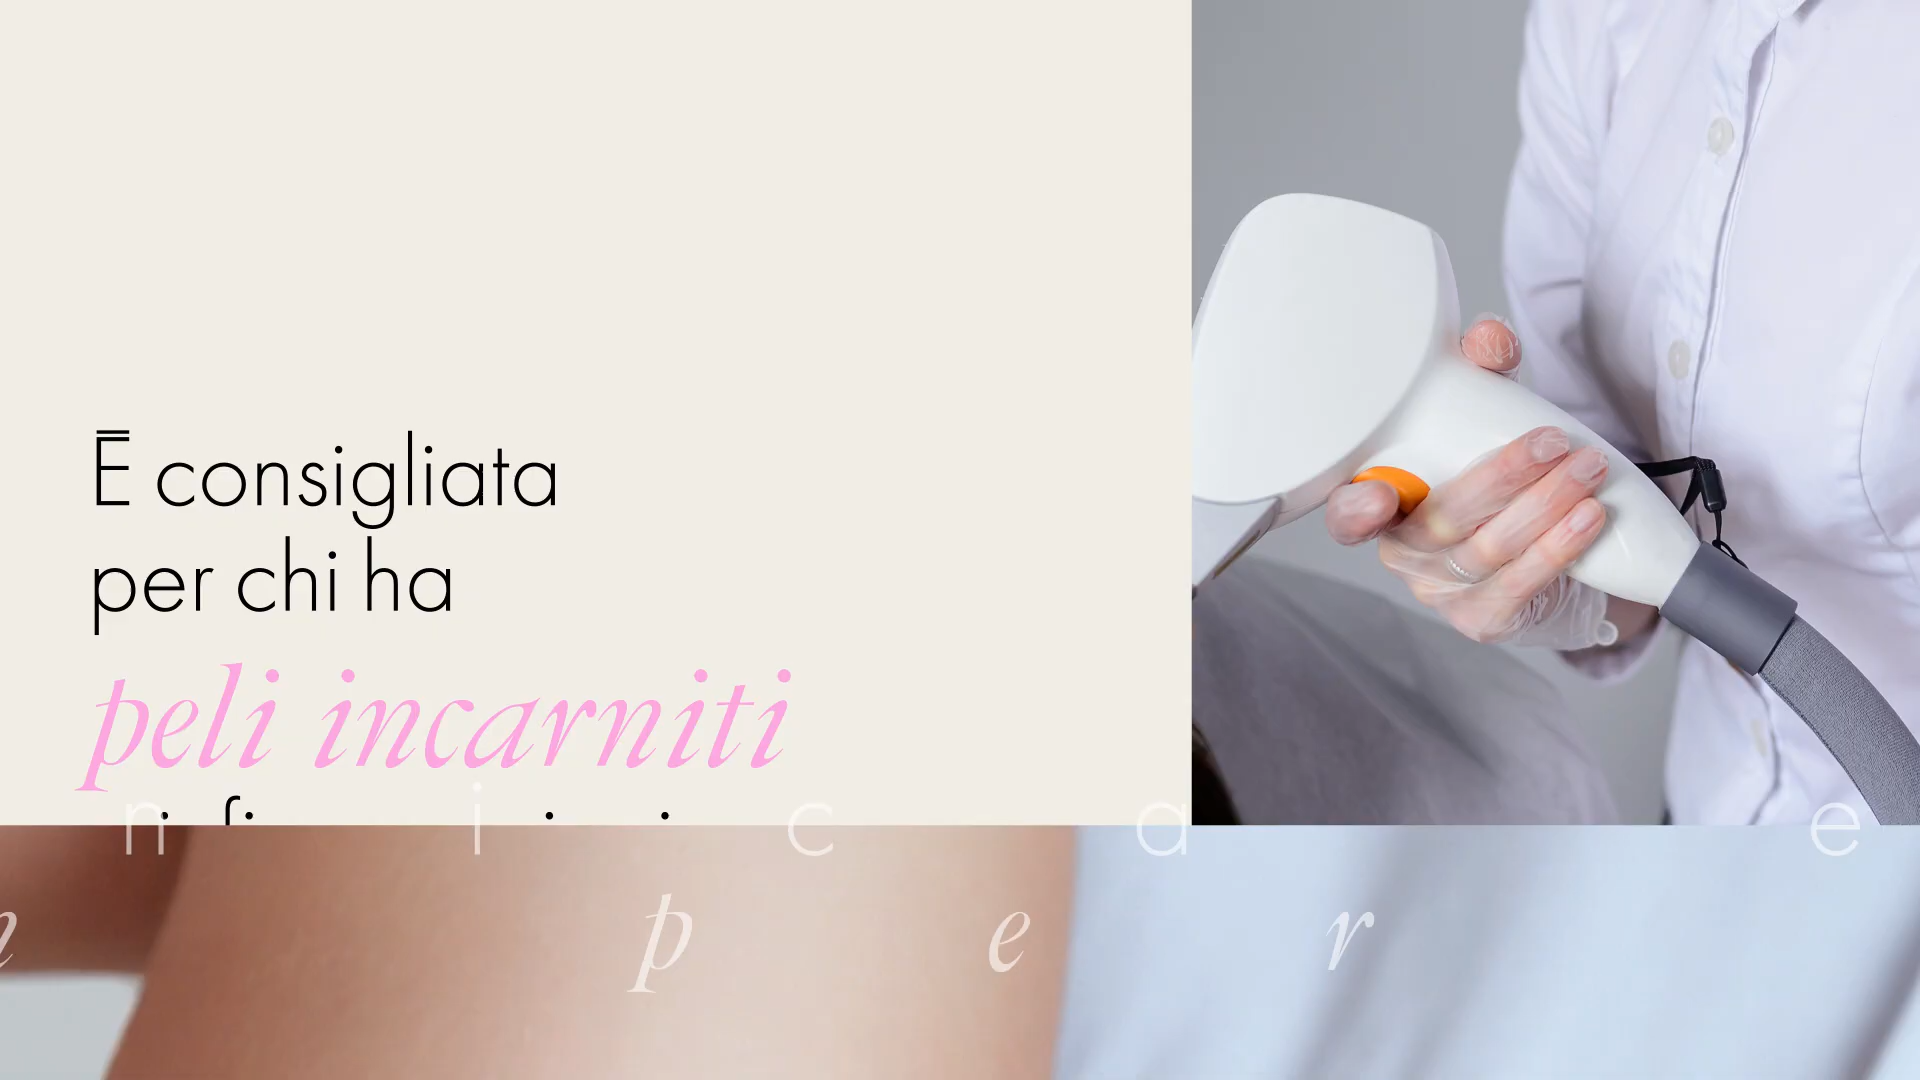 È consigliata
per chi ha
peli incarniti
n i c a e
p e r